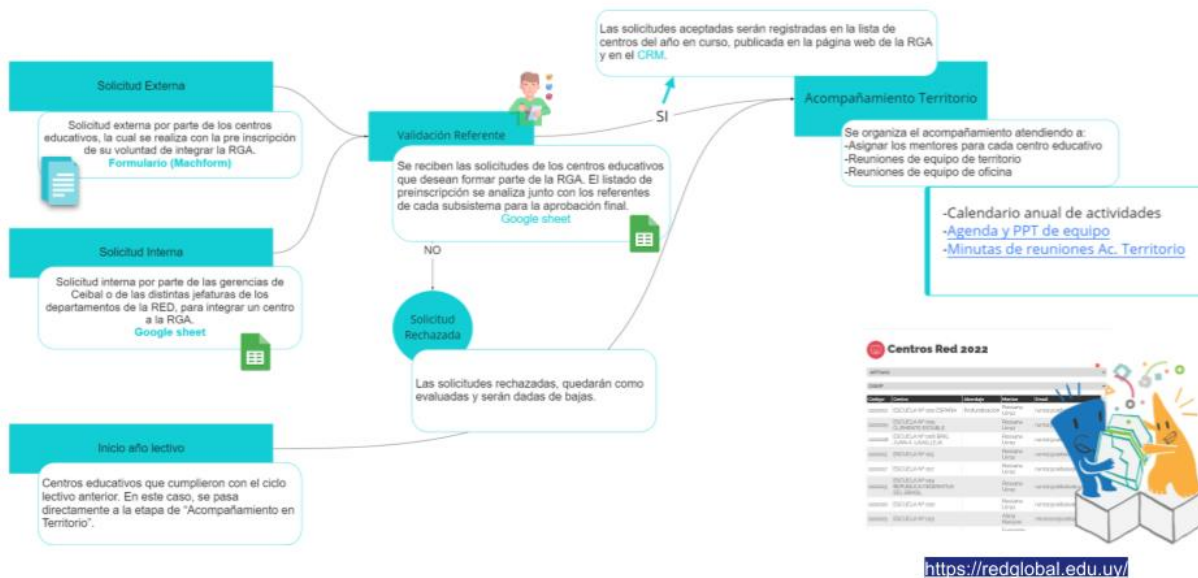 Solicitud Externa
Solicitud externa por parte de los centros
educativos, la cual se realiza con la pre inscripción
de su voluntad de integrar la RGA.
Formulario (Machform)
Solicitud Interna
Solicitud interna por parte de las gerencias de
Ceibal o de las distintas jefaturas de los
departamentos de la RED, para integrar un centro
a la RGA.
Google sheet
Inicio año lectivo
Centros educativos que cumplieron con el ciclo
lectivo anterior. En este caso, se pasa
directamente a la etapa de “Acompañamiento en
Territorio”.
Validación Referente
Se reciben las solicitudes de los centros educativos
que desean formar parte de la RGA. El listado de
preinscripción se analiza junto con los referentes
de cada subsistema para la aprobación final.
Google sheet
NO
Solicitud
Rechazada
Las solicitudes rechazadas, quedarán como
evaluadas y serán dadas de bajas.
Las solicitudes aceptadas serán registradas en la lista de
centros del año en curso, publicada en la página web de la RGA
y en el CRM.
SI
Acompañamiento Territorio
Se organiza el acompañamiento atendiendo a:
-Asignar los mentores para cada centro educativo
-Reuniones de equipo de territorio
-Reuniones de equipo de oficina
-Calendario anual de actividades
-Agenda y PPT de equipo
-Minutas de reuniones Ac. Territorio
Centros Red 2022
Código Centro Abordaje Mentor Email
https://redglobal.edu.uy/